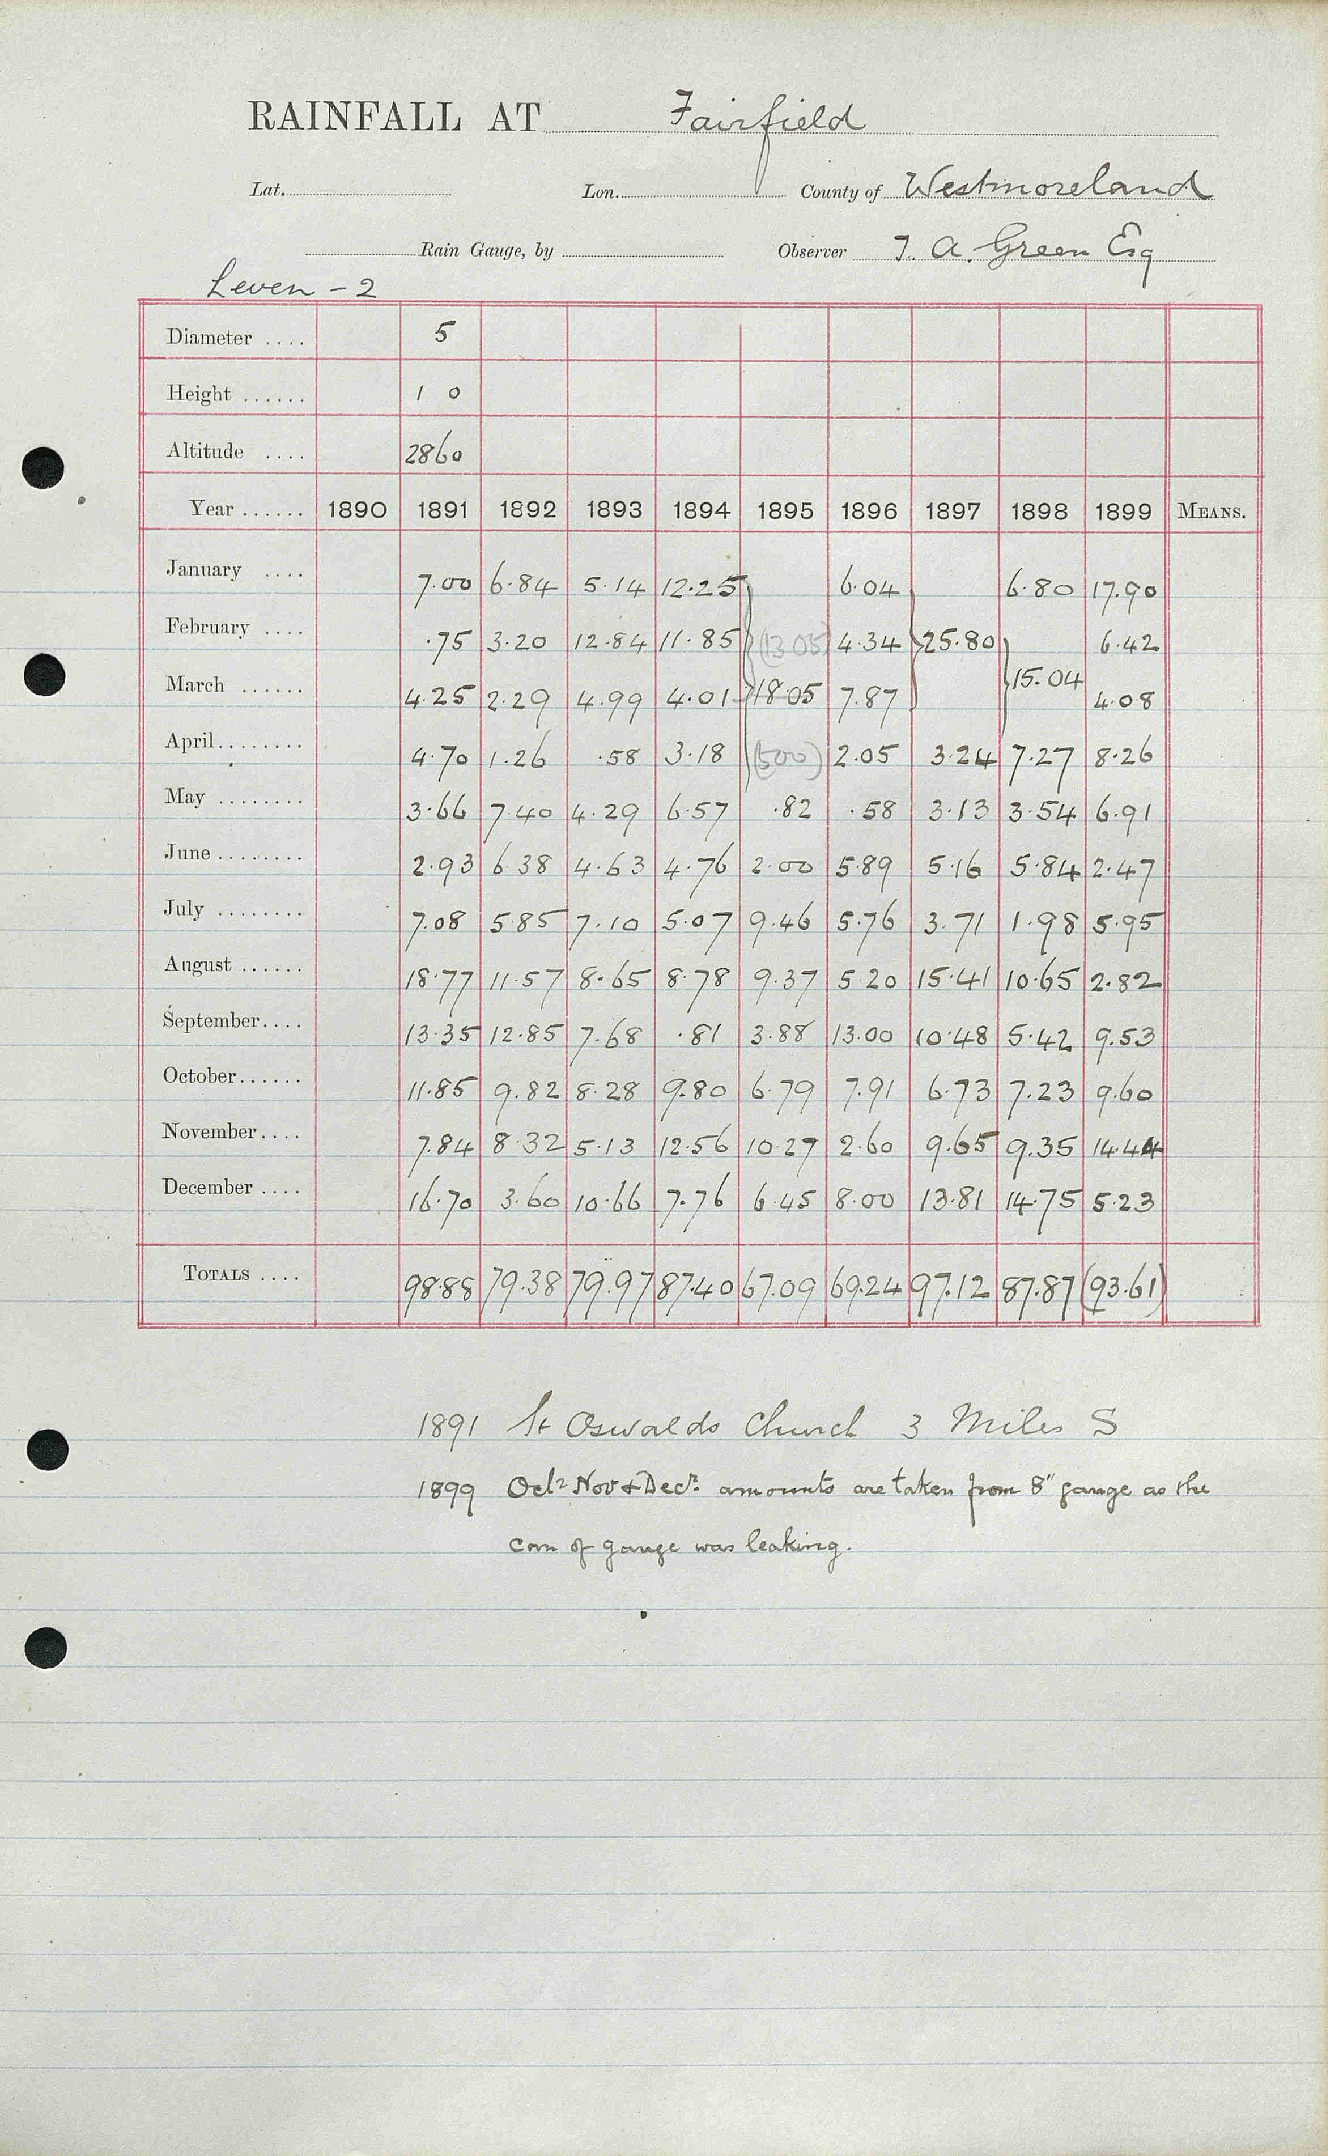 RAINFALL AT Fairfield
Lat. Lon. County of Westmoreland
Rain Gauge, by Observer T. A. Green Esq
Leven - 2
Diameter .... 5
Height ...... 1 0
Altitude .... 2860
Year ...... 1890 1891 1892 1893 1894 1895 1896 1897 1898 1899 MEANS.
January .... 7.00 6.84 5.14 12.25 6.04 6.80 17.90
February .... .75 3.20 12.84 11.85 (13.05) 4.34 25.80 6.42
March ...... 4.25 2.29 4.99 4.01 18.05 7.87 15.04 4.08
April........ 4.70 1.26 .58 3.18 (500) 2.05 3.24 7.27 8.26
May ........ 3.66 7.40 4.29 6.57 .82 .58 3.13 3.54 6.91
June........ 2.93 6.38 4.63 4.76 2.00 5.89 5.16 5.84 2.47
July ........ 7.08 5.85 7.10 5.07 9.46 5.76 3.71 1.98 5.95
August ...... 18.77 11.57 8.65 8.78 9.37 5.20 15.41 10.65 2.82
September.... 13.35 12.85 7.68 .81 3.88 13.00 10.48 5.42 9.53
October...... 11.85 9.82 8.28 9.80 6.79 7.91 6.73 7.23 9.60
November.... 7.84 8.32 5.13 12.56 10.27 2.60 9.65 9.35 14.44
December .... 16.70 3.60 10.66 7.76 6.45 8.00 13.81 14.75 5.23
TOTALS .... 98.88 79.38 79.97 87.40 67.09 69.24 97.12 87.87 (93.61)
1891 St Oswalds Church 3 Miles S
1899 Octr Nov & Decr. amounts are taken from 8" gauge as the
can of gauge was leaking.